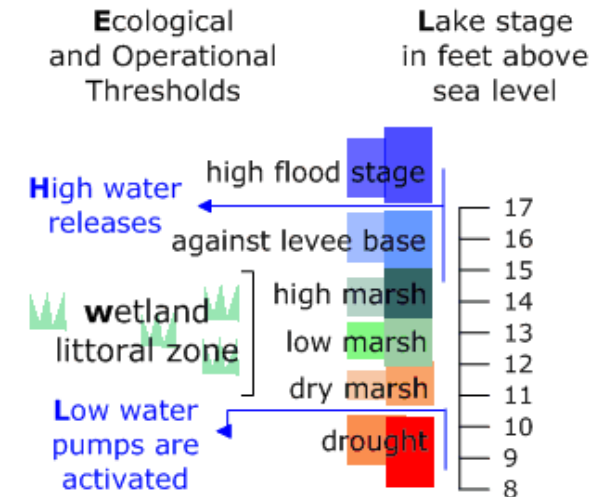 Ecological
and Operational
Thresholds
Lake stage
in feet above
sea level
high flood stage
High water
releases
against levee base
high marsh
wetland
littoral zone
low marsh
dry marsh
Low water
pumps are
activated
drought
17
16
15
14
13
12
11
10
9
8